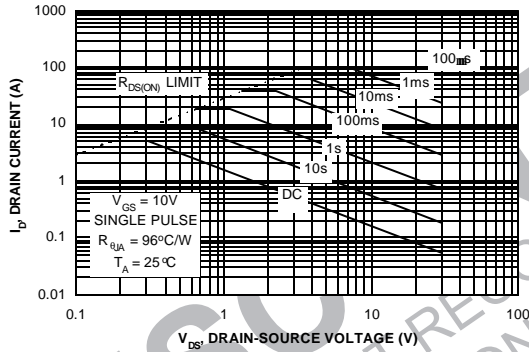 1000
100
10
1
0.1
0.01
I_D, DRAIN CURRENT (A)
R_DS(ON) LIMIT
100ms
1ms
10ms
100ms
1s
10s
DC
V_GS = 10V
SINGLE PULSE
R_θJA = 96°C/W
T_A = 25°C
0.1 1 10 100
V_DS, DRAIN-SOURCE VOLTAGE (V)